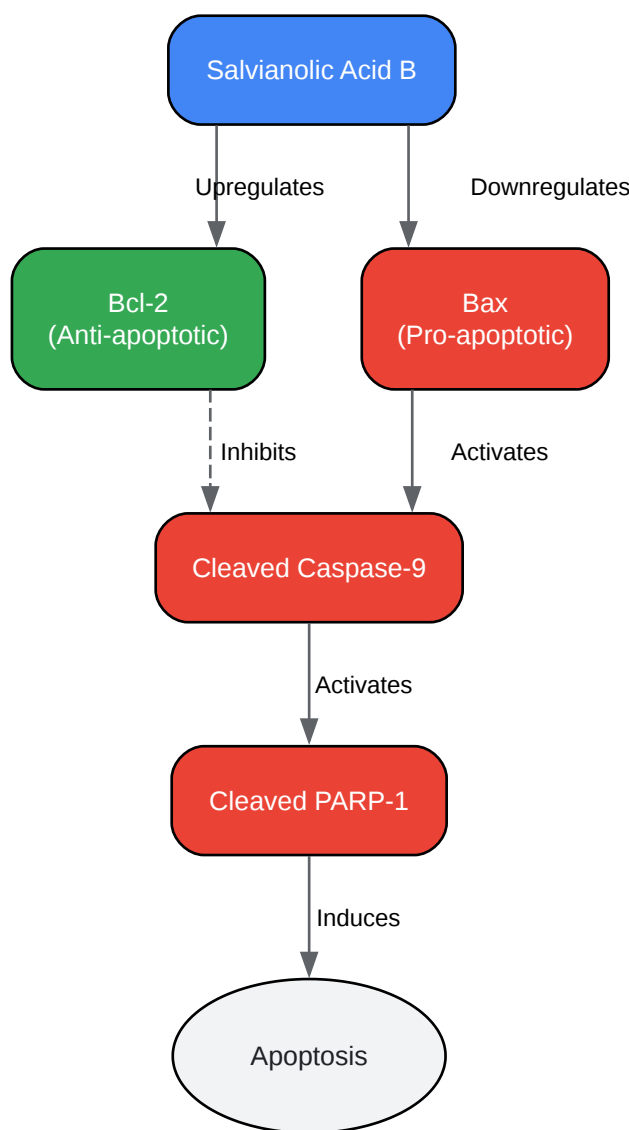 Salvianolic Acid B
Upregulates
Downregulates
Bcl-2
(Anti-apoptotic)
Bax
(Pro-apoptotic)
Inhibits
Activates
Cleaved Caspase-9
Activates
Cleaved PARP-1
Induces
Apoptosis